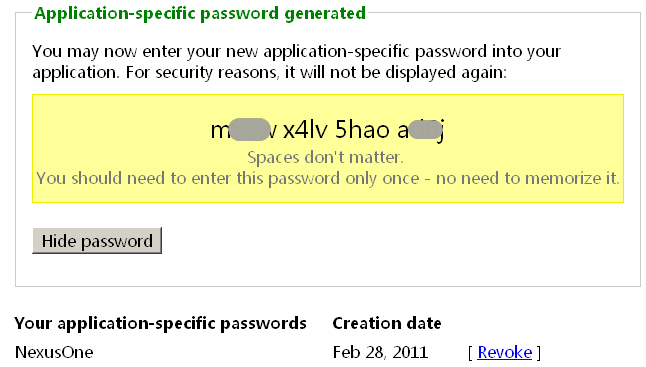 Application-specific password generated
You may now enter your new application-specific password into your
application. For security reasons, it will not be displayed again:
x4lv 5hao
Spaces don't matter.
You should need to enter this password only once - no need to memorize it.
Hide password
Your application-specific passwords Creation date
NexusOne Feb 28, 2011 [ Revoke ]